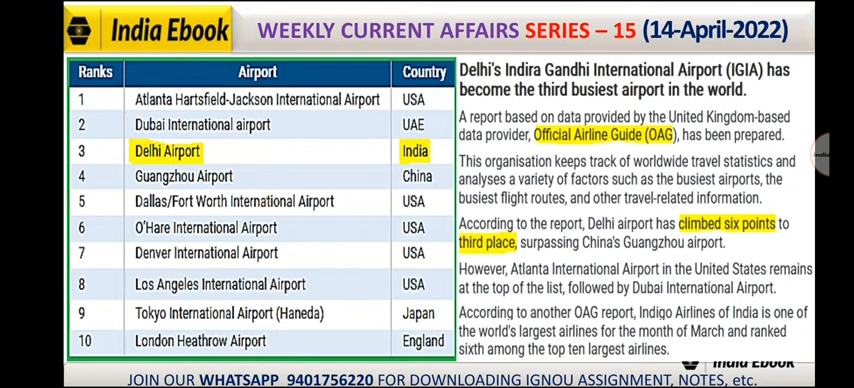 India Ebook
WEEKLY CURRENT AFFAIRS SERIES – 15 (14-April-2022)
Ranks Airport Country
1 Atlanta Hartsfield-Jackson International Airport USA
2 Dubai International airport UAE
3 Delhi Airport India
4 Guangzhou Airport China
5 Dallas/Fort Worth International Airport USA
6 O'Hare International Airport USA
7 Denver International Airport USA
8 Los Angeles International Airport USA
9 Tokyo International Airport (Haneda) Japan
10 London Heathrow Airport England
Delhi's Indira Gandhi International Airport (IGIA) has
become the third busiest airport in the world.
A report based on data provided by the United Kingdom-based
data provider, Official Airline Guide (OAG), has been prepared.
This organisation keeps track of worldwide travel statistics and
analyses a variety of factors such as the busiest airports, the
busiest flight routes, and other travel-related information.
According to the report, Delhi airport has climbed six points to
third place, surpassing China's Guangzhou airport.
However, Atlanta International Airport in the United States remains
at the top of the list, followed by Dubai International Airport.
According to another OAG report, Indigo Airlines of India is one of
the world's largest airlines for the month of March and ranked
sixth among the top ten largest airlines.
India Ebook
JOIN OUR WHATSAPP 9401756220 FOR DOWNLOADING IGNOU ASSIGNMENT, NOTES, etc.